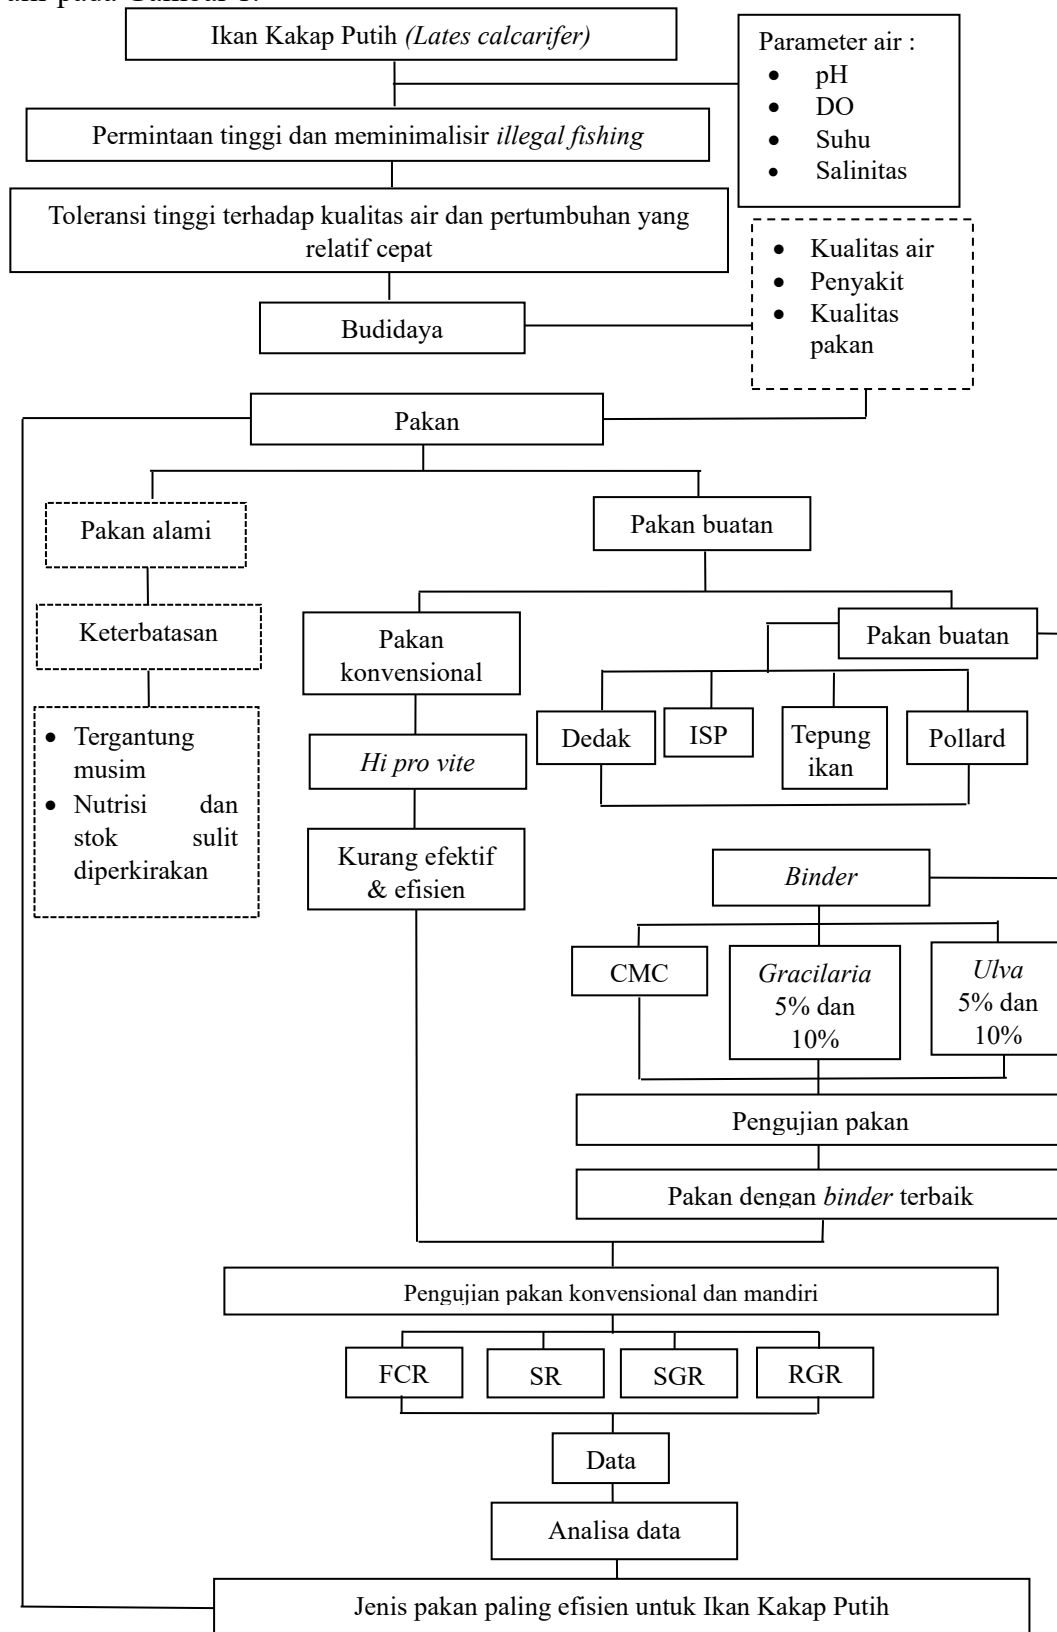 Ikan Kakap Putih (Lates calcarifer)
Parameter air :
• pH
• DO
• Suhu
• Salinitas
Permintaan tinggi dan meminimalisir illegal fishing
Toleransi tinggi terhadap kualitas air dan pertumbuhan yang
relatif cepat
• Kualitas air
• Penyakit
• Kualitas
pakan
Budidaya
Pakan
Pakan alami
Pakan buatan
Keterbatasan
Pakan
konvensional
Pakan buatan
• Tergantung
musim
• Nutrisi dan
stok sulit
diperkirakan
Hi pro vite
Dedak
ISP
Tepung
ikan
Pollard
Kurang efektif
& efisien
Binder
CMC
Gracilaria
5% dan
10%
Ulva
5% dan
10%
Pengujian pakan
Pakan dengan binder terbaik
Pengujian pakan konvensional dan mandiri
FCR
SR
SGR
RGR
Data
Analisa data
Jenis pakan paling efisien untuk Ikan Kakap Putih